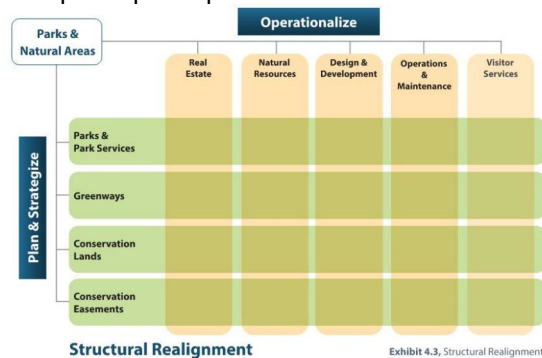 Operationalize
Parks &
Natural Areas
Real
Estate
Natural
Resources
Design &
Development
Operations
&
Maintenance
Visitor
Services
Plan & Strategize
Parks &
Park Services
Greenways
Conservation
Lands
Conservation
Easements
Structural Realignment
Exhibit 4.3, Structural Realignment